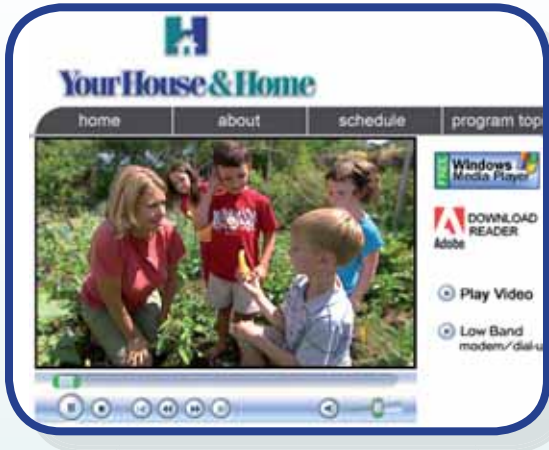 YourHouse&Home
home about schedule program top
FREE Windows
Media Player
DOWNLOAD
READER
Adobe
Play Video
Low Band
modem/dial-u